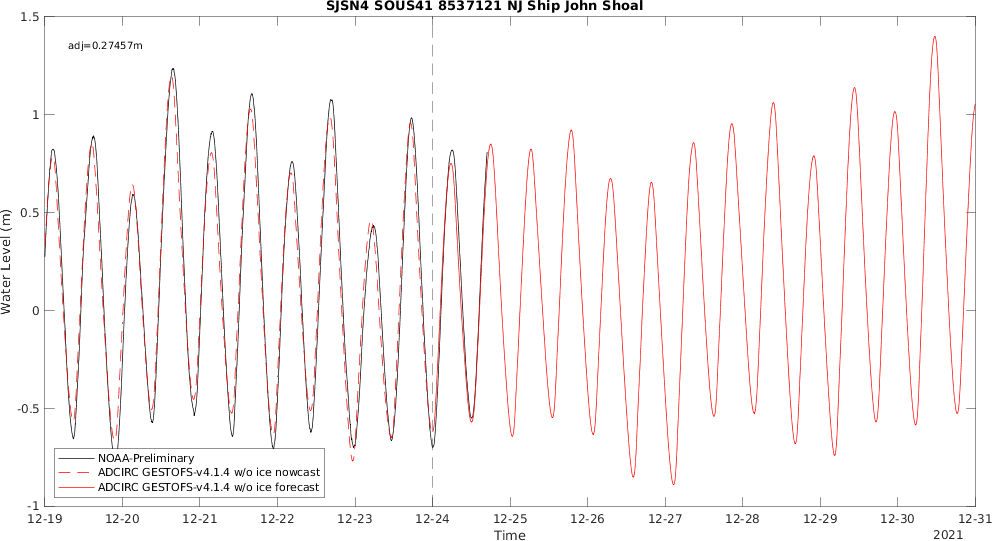 SJSN4 SOUS41 8537121 NJ Ship John Shoal
adj=0.27457m
Water Level (m)
1.5
1
0.5
0
-0.5
-1
NOAA-Preliminary
ADCIRC GESTOFS-v4.1.4 w/o ice nowcast
ADCIRC GESTOFS-v4.1.4 w/o ice forecast
12-19 12-20 12-21 12-22 12-23 12-24 12-25 12-26 12-27 12-28 12-29 12-30 12-31
Time
2021